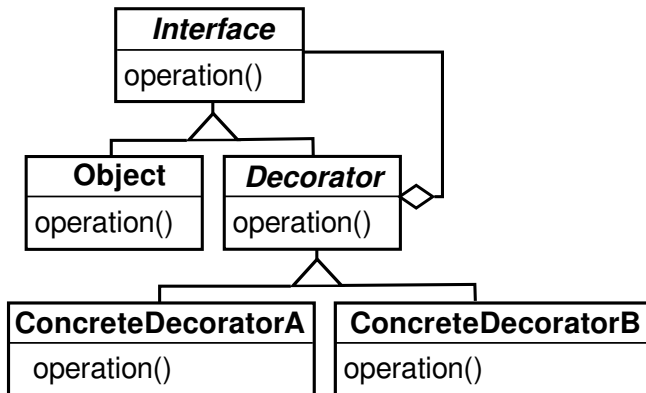 Interface
operation()
Object
operation()
Decorator
operation()
ConcreteDecoratorA
operation()
ConcreteDecoratorB
operation()